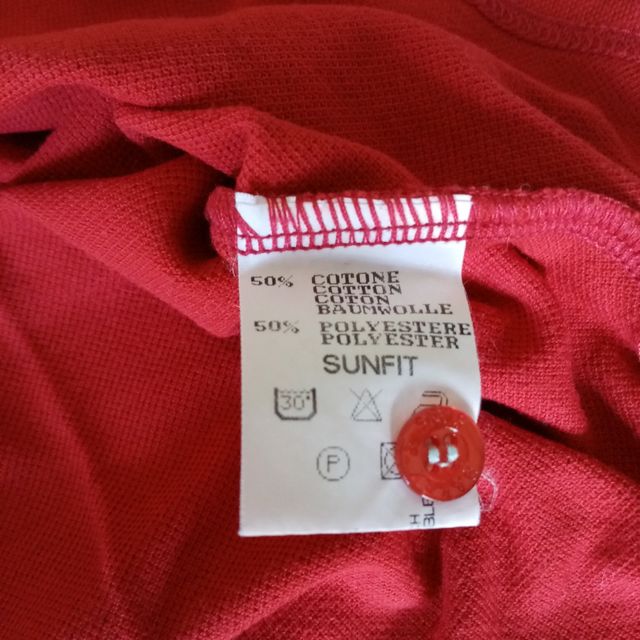 50% COTONE
COTTON
COTON
BAUMWOLLE
50% POLYESTERE
POLYESTER
SUNFIT
30°
P